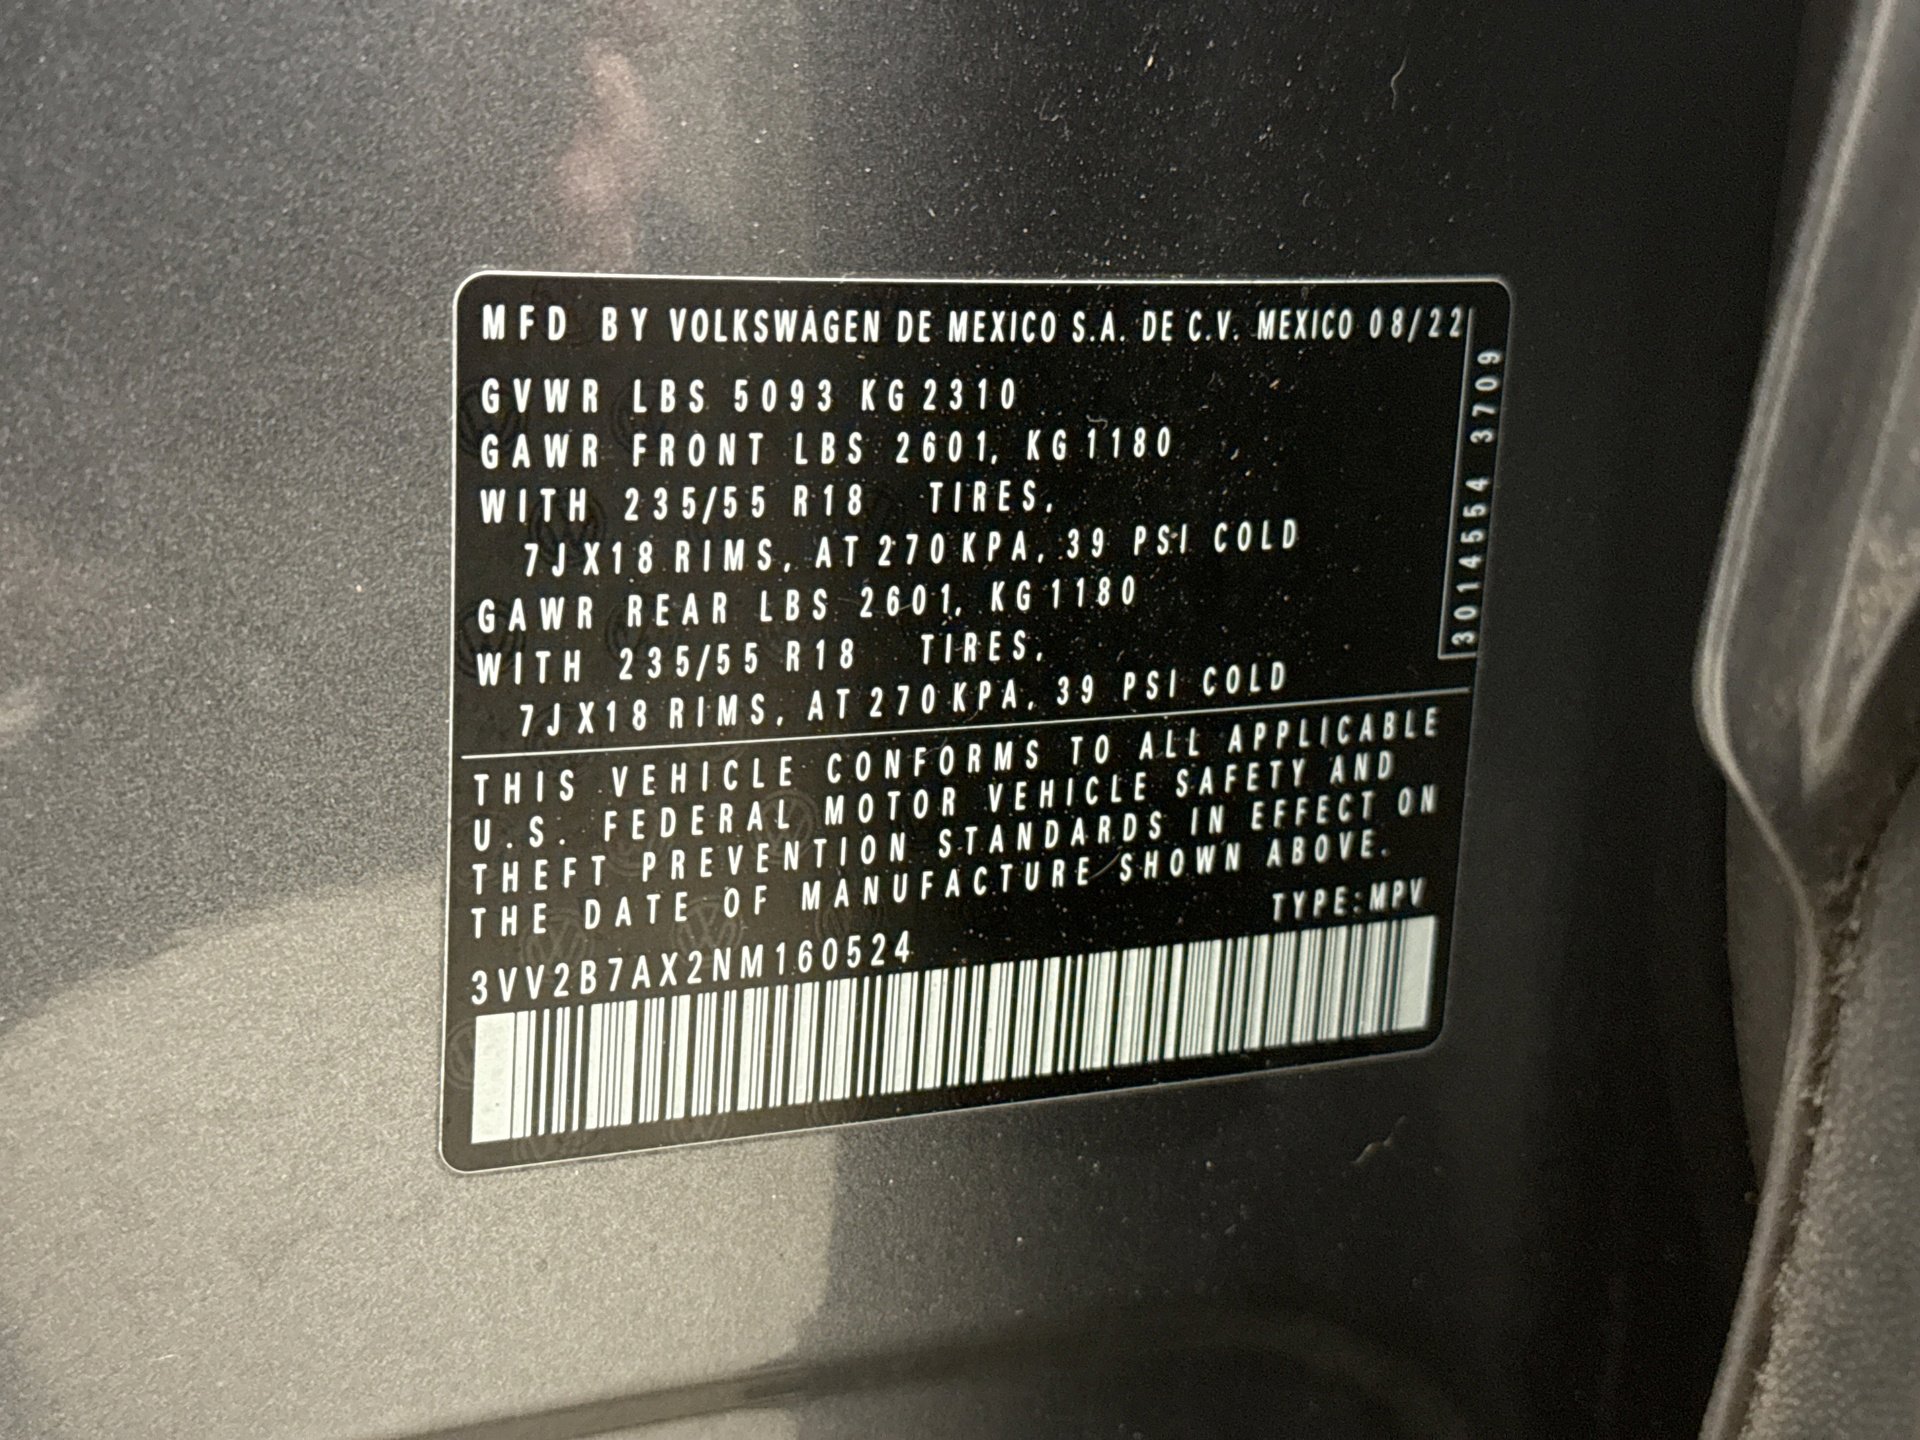 MFD BY VOLKSWAGEN DE MEXICO S.A. DE C.V. MEXICO 08/22
GVWR LBS 5093 KG 2310
GAWR FRONT LBS 2601, KG 1180
WITH 235/55 R18 TIRES,
7JX18 RIMS, AT 270 KPA, 39 PSI COLD
GAWR REAR LBS 2601, KG 1180
WITH 235/55 R18 TIRES,
7JX18 RIMS, AT 270 KPA, 39 PSI COLD
3014554 3709
THIS VEHICLE CONFORMS TO ALL APPLICABLE
U.S. FEDERAL MOTOR VEHICLE SAFETY AND
THEFT PREVENTION STANDARDS IN EFFECT ON
THE DATE OF MANUFACTURE SHOWN ABOVE.
TYPE:MPV
3VV2B7AX2NM160524